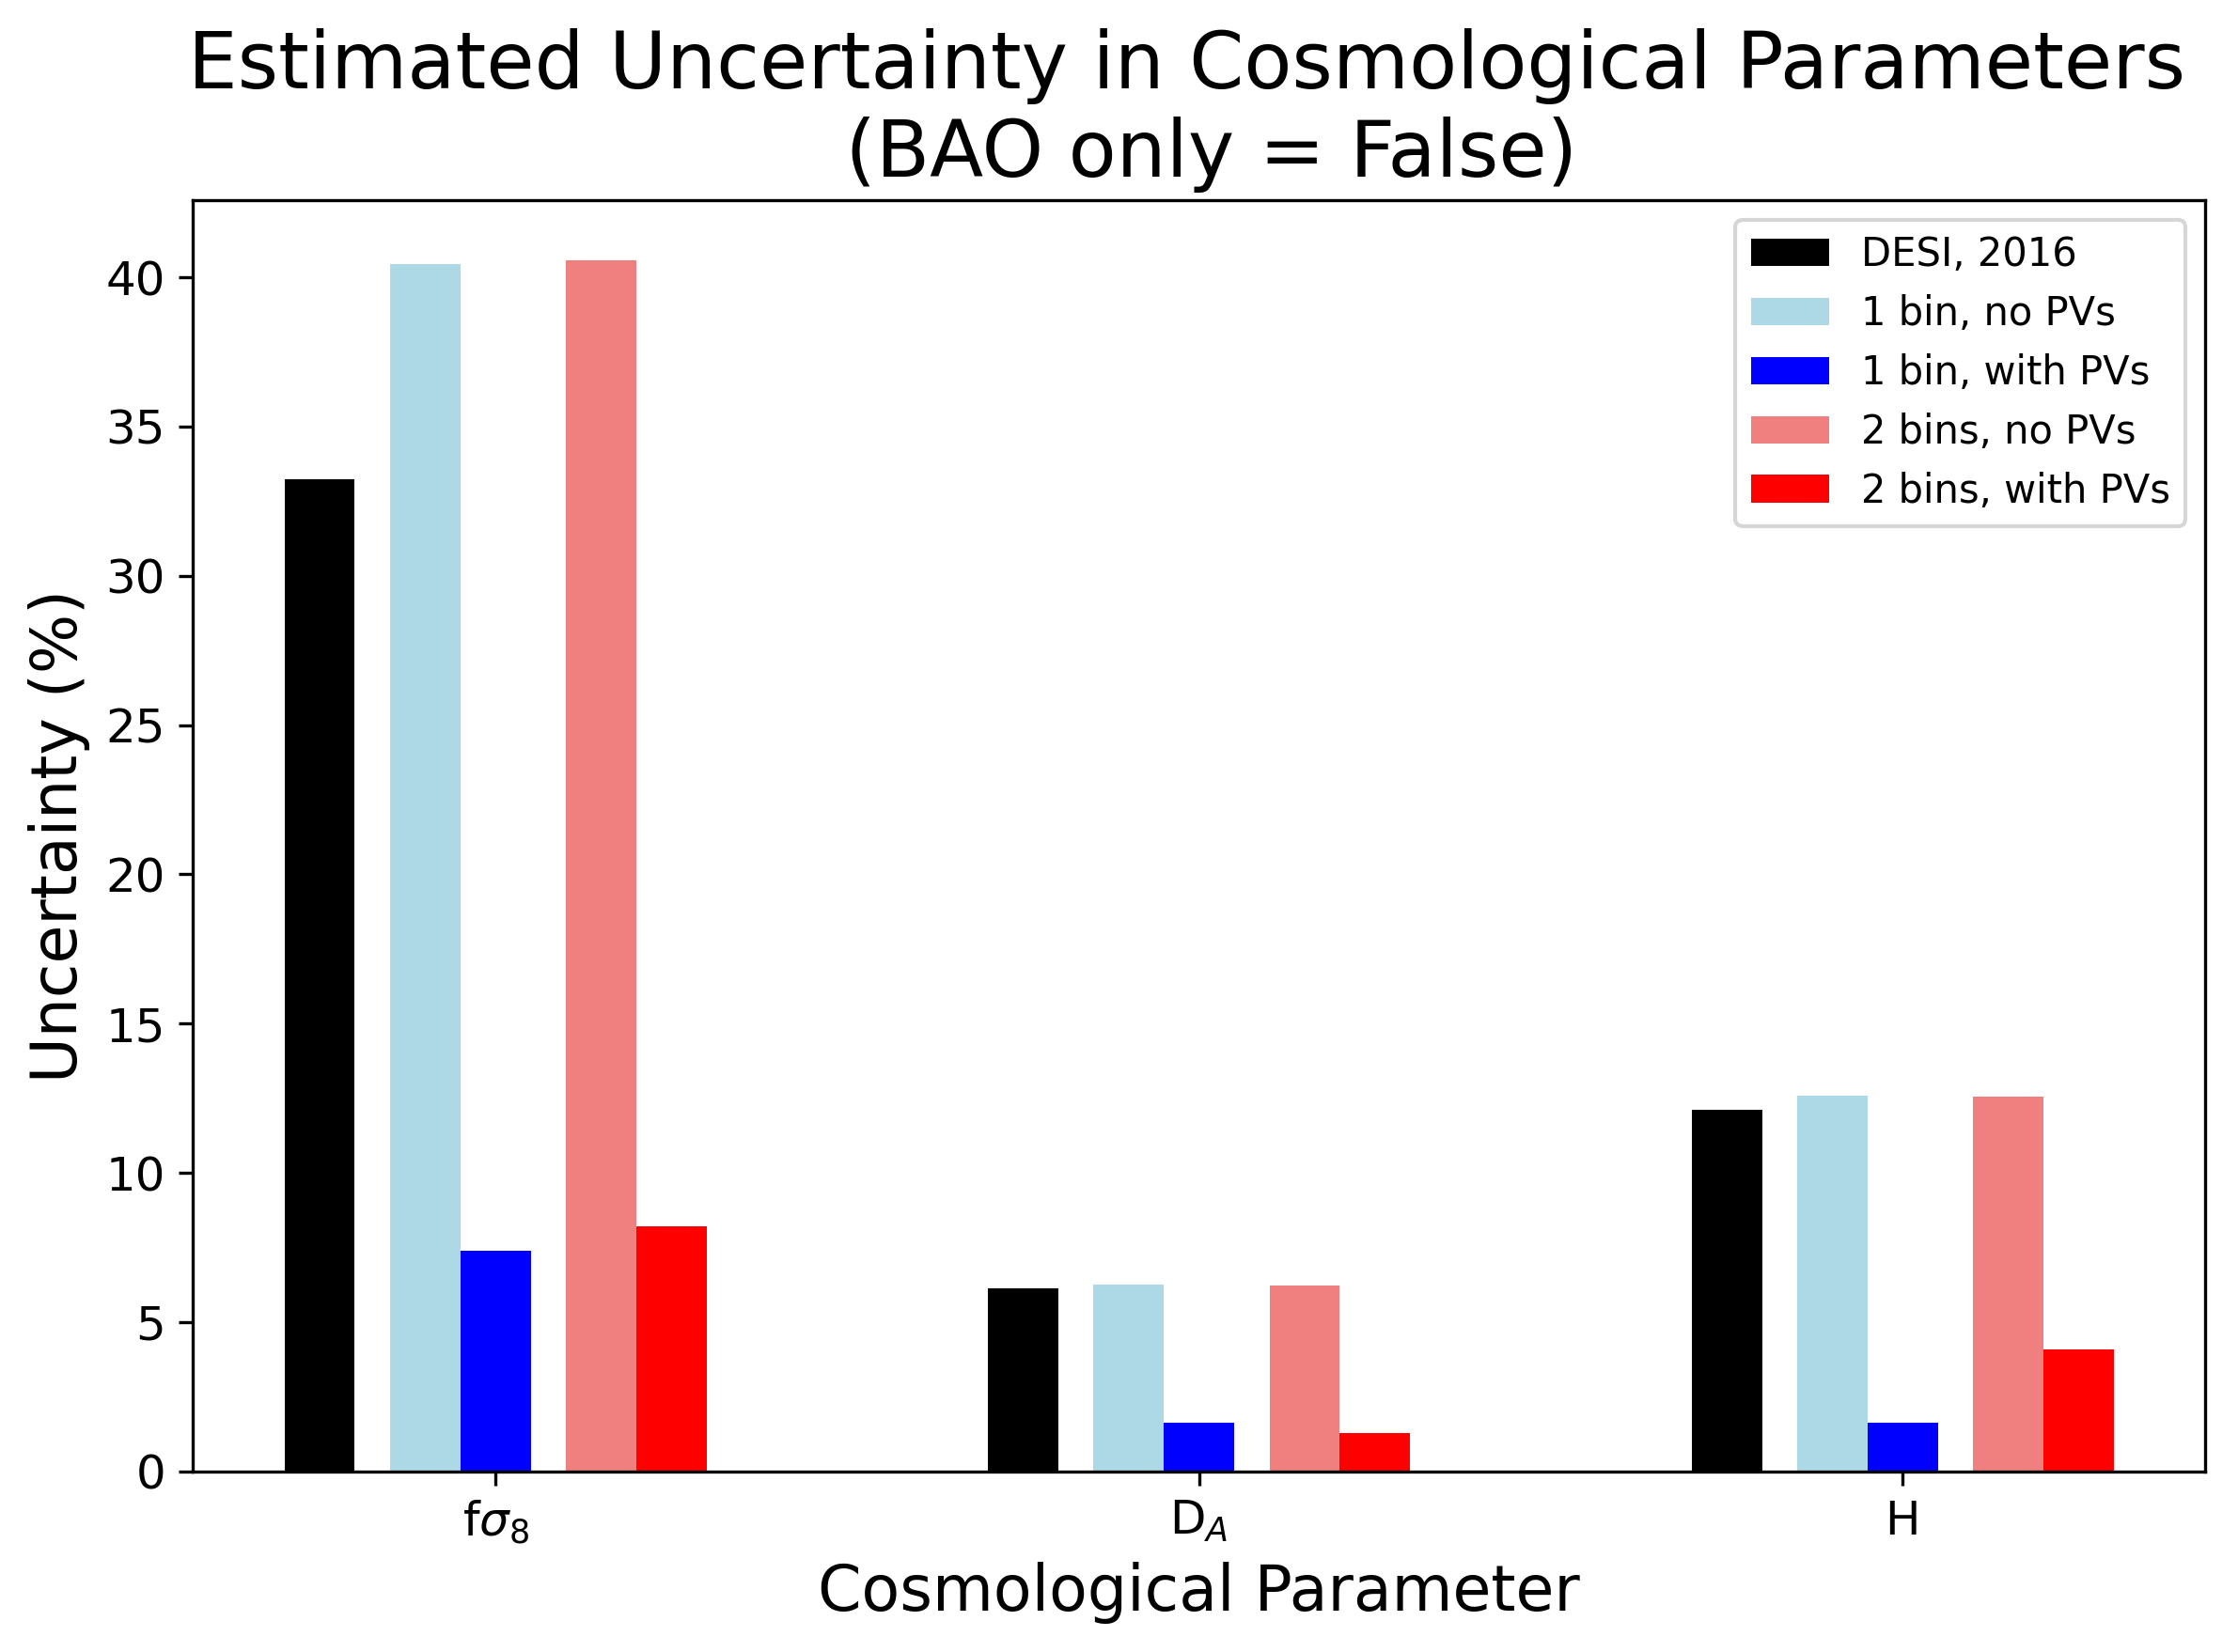 Estimated Uncertainty in Cosmological Parameters
(BAO only = False)
DESI, 2016
1 bin, no PVs
1 bin, with PVs
2 bins, no PVs
2 bins, with PVs
Uncertainty (%)
40
35
30
25
20
15
10
5
0
fσ₈
D_A
H
Cosmological Parameter